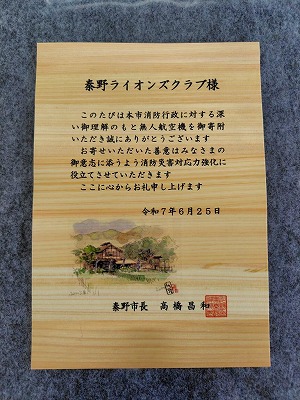 秦野ライオンズクラブ様
このたびは本市消防行政に対する深
い御理解のもと無人航空機を御寄附
いただき誠にありがとうございます
お寄せいただいた善意はみなさまの
御意志に添うよう消防災害対応力強化に
役立てさせていただきます
ここに心からお礼申し上げます
令和7年6月25日
秦野市長 高橋昌和